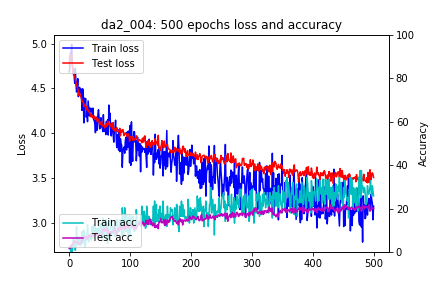 da2_004: 500 epochs loss and accuracy
Train loss
Test loss
Train acc
Test acc
Loss
5.0
4.5
4.0
3.5
3.0
Accuracy
100
80
60
40
20
0
0
100
200
300
400
500